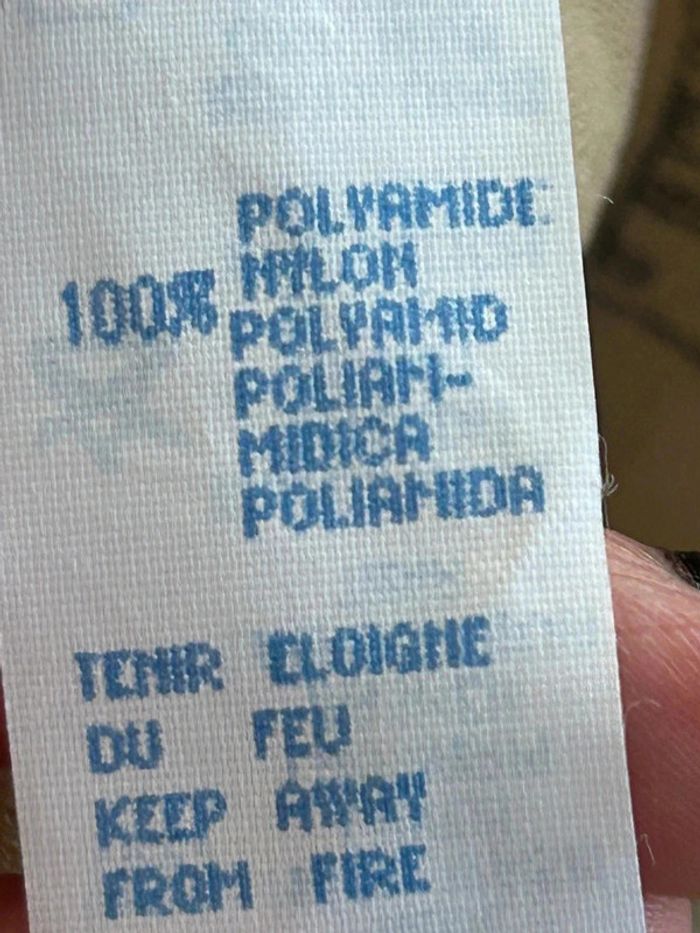 100%
POLYAMIDE
NYLON
POLYAMID
POLIAM-
MIDICA
POLIAMIDA
TENIR ELOIGNE
DU FEU
KEEP AWAY
FROM FIRE